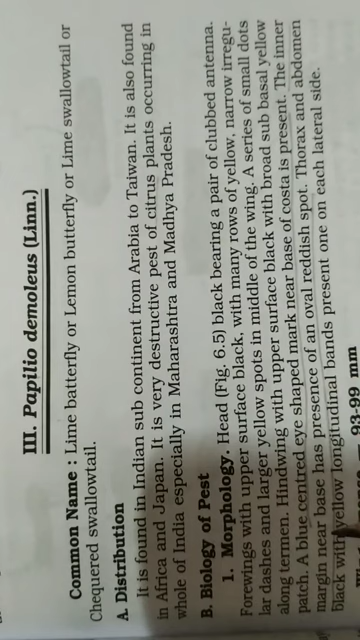 III. Papilio demoleus (Linn.)
Common Name : Lime batterfly or Lemon butterfly or Lime swallowtail or
Chequered swallowtail.
A. Distribution
It is found in Indian sub continent from Arabia to Taiwan. It is also found
in Africa and Japan. It is very destructive pest of citrus plants occurring in
whole of India especially in Maharashtra and Madhya Pradesh.
B. Biology of Pest
1. Morphology. Head (Fig. 6.5) black bearing a pair of clubbed antenna.
Forewings with upper surface black, with many rows of yellow, narrow irregu-
lar dashes and larger yellow spots in middle of the wing. A series of small dots
along termen. Hindwing with upper surface black with broad sub basal yellow
patch. A blue centred eye shaped mark near base of costa is present. The inner
margin near base has presence of an oval reddish spot. Thorax and abdomen
black with yellow longitudinal bands present one on each lateral side.
93-99 mm